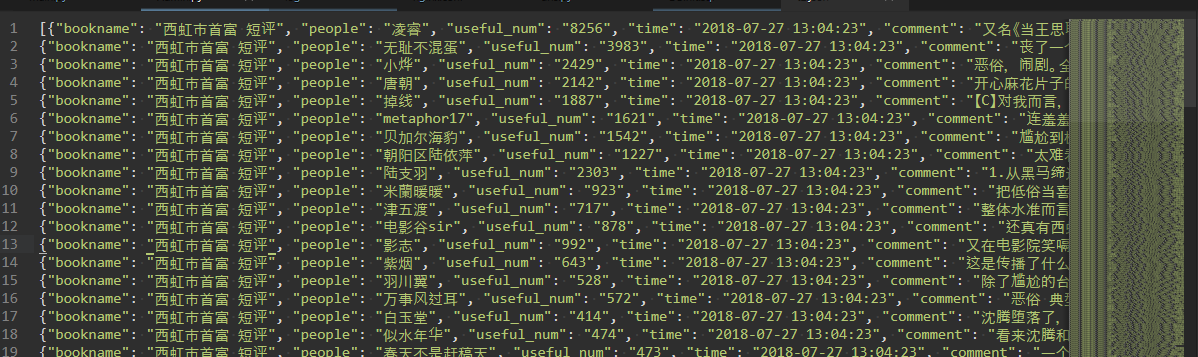 1 [{"bookname": "西虹市首富 短评", "people": "凌睿", "useful_num": "8256", "time": "2018-07-27 13:04:23", "comment": "又名《当王思
2 {"bookname": "西虹市首富 短评", "people": "无耻不混蛋", "useful_num": "3983", "time": "2018-07-27 13:04:23", "comment": "丧了一个
3 {"bookname": "西虹市首富 短评", "people": "小烨", "useful_num": "2429", "time": "2018-07-27 13:04:23", "comment": "恶俗，闹剧。全
4 {"bookname": "西虹市首富 短评", "people": "唐朝", "useful_num": "2142", "time": "2018-07-27 13:04:23", "comment": "开心麻花片子的
5 {"bookname": "西虹市首富 短评", "people": "掉线", "useful_num": "1887", "time": "2018-07-27 13:04:23", "comment": "【C】对我而言，
6 {"bookname": "西虹市首富 短评", "people": "metaphor17", "useful_num": "1621", "time": "2018-07-27 13:04:23", "comment": "连羞羞
7 {"bookname": "西虹市首富 短评", "people": "贝加尔海豹", "useful_num": "1542", "time": "2018-07-27 13:04:23", "comment": "尴尬到
8 {"bookname": "西虹市首富 短评", "people": "朝阳区陆依萍", "useful_num": "1227", "time": "2018-07-27 13:04:23", "comment": "太难
9 {"bookname": "西虹市首富 短评", "people": "陆支羽", "useful_num": "2303", "time": "2018-07-27 13:04:23", "comment": "1.从黑马缔
10 {"bookname": "西虹市首富 短评", "people": "米蘭暖暖", "useful_num": "923", "time": "2018-07-27 13:04:23", "comment": "把低俗当喜
11 {"bookname": "西虹市首富 短评", "people": "津五渡", "useful_num": "717", "time": "2018-07-27 13:04:23", "comment": "整体水准而言
12 {"bookname": "西虹市首富 短评", "people": "电影谷sir", "useful_num": "878", "time": "2018-07-27 13:04:23", "comment": "还真有西
13 {"bookname": "西虹市首富 短评", "people": "影志", "useful_num": "992", "time": "2018-07-27 13:04:23", "comment": "又在电影院笑
14 {"bookname": "西虹市首富 短评", "people": "紫烟", "useful_num": "643", "time": "2018-07-27 13:04:23", "comment": "这是传播了什么
15 {"bookname": "西虹市首富 短评", "people": "羽川翼", "useful_num": "528", "time": "2018-07-27 13:04:23", "comment": "除了尴尬的台
16 {"bookname": "西虹市首富 短评", "people": "万事风过耳", "useful_num": "572", "time": "2018-07-27 13:04:23", "comment": "恶俗 典
17 {"bookname": "西虹市首富 短评", "people": "白玉堂", "useful_num": "414", "time": "2018-07-27 13:04:23", "comment": "沈腾堕落了，
18 {"bookname": "西虹市首富 短评", "people": "似水年华", "useful_num": "474", "time": "2018-07-27 13:04:23", "comment": "看来沈腾和
19 {"bookname": "西虹市首富 短评", "people": "春天不是赶稿天", "useful_num": "473", "time": "2018-07-27 13:04:23", "comment": "一个